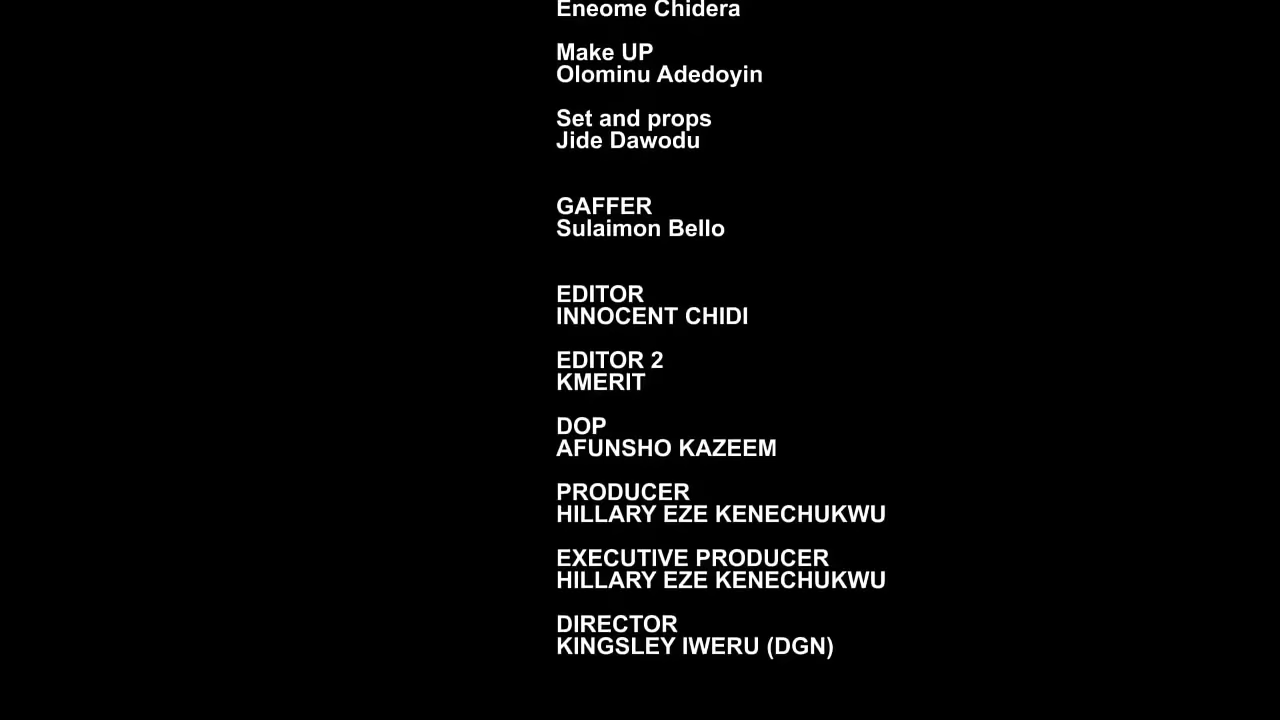 Eneome Chidera
Make UP
Olominu Adedoyin
Set and props
Jide Dawodu
GAFFER
Sulaimon Bello
EDITOR
INNOCENT CHIDI
EDITOR 2
KMERIT
DOP
AFUNSHO KAZEEM
PRODUCER
HILLARY EZE KENECHUKWU
EXECUTIVE PRODUCER
HILLARY EZE KENECHUKWU
DIRECTOR
KINGSLEY IWERU (DGN)